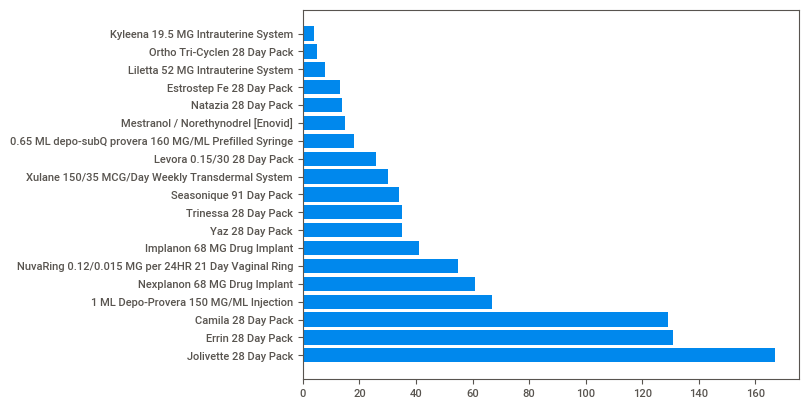 Kyleena 19.5 MG Intrauterine System
Ortho Tri-Cyclen 28 Day Pack
Liletta 52 MG Intrauterine System
Estrostep Fe 28 Day Pack
Natazia 28 Day Pack
Mestranol / Norethynodrel [Enovid]
0.65 ML depo-subQ provera 160 MG/ML Prefilled Syringe
Levora 0.15/30 28 Day Pack
Xulane 150/35 MCG/Day Weekly Transdermal System
Seasonique 91 Day Pack
Trinessa 28 Day Pack
Yaz 28 Day Pack
Implanon 68 MG Drug Implant
NuvaRing 0.12/0.015 MG per 24HR 21 Day Vaginal Ring
Nexplanon 68 MG Drug Implant
1 ML Depo-Provera 150 MG/ML Injection
Camila 28 Day Pack
Errin 28 Day Pack
Jolivette 28 Day Pack
0 20 40 60 80 100 120 140 160